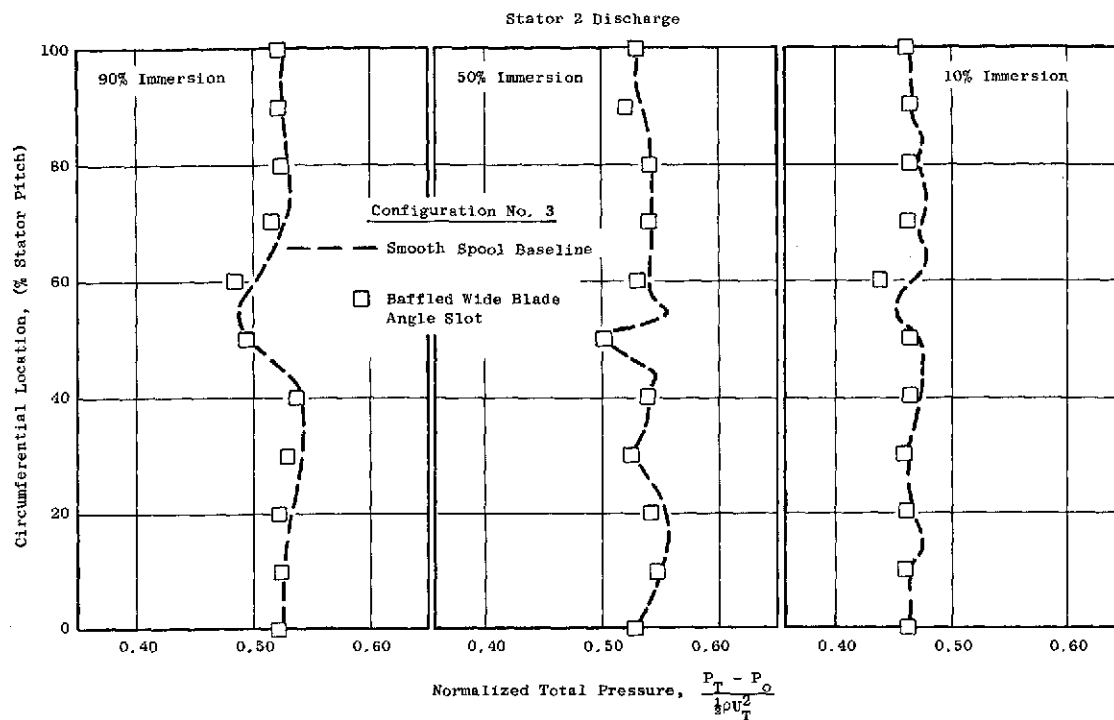 Stator 2 Discharge
Circumferential Location, (% Stator Pitch)
100
80
60
40
20
0
90% Immersion
50% Immersion
10% Immersion
Configuration No. 3
Smooth Spool Baseline
Baffled Wide Blade
Angle Slot
0.40
0.50
0.60
0.40
0.50
0.60
0.40
0.50
0.60
Normalized Total Pressure, P_T - P_O / ½ρU_T^2